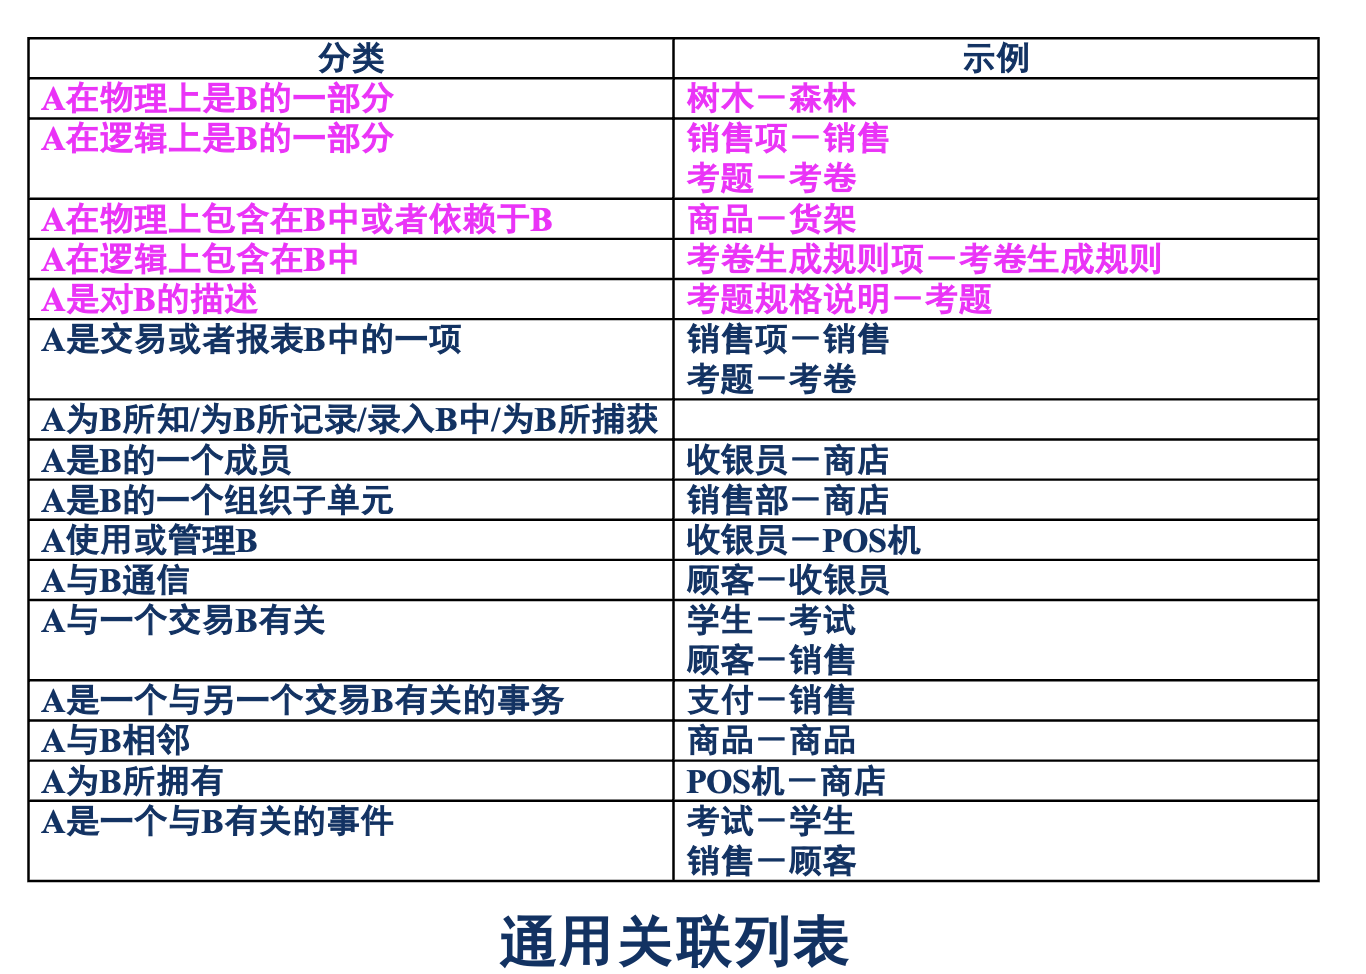 分类 示例
A在物理上是B的一部分 树木－森林
A在逻辑上是B的一部分 销售项－销售
考题－考卷
A在物理上包含在B中或者依赖于B 商品－货架
A在逻辑上包含在B中 考卷生成规则项－考卷生成规则
A是对B的描述 考题规格说明－考题
A是交易或者报表B中的一项 销售项－销售
考题－考卷
A为B所知/为B所记录/录入B中/为B所捕获
A是B的一个成员 收银员－商店
A是B的一个组织子单元 销售部－商店
A使用或管理B 收银员－POS机
A与B通信 顾客－收银员
A与一个交易B有关 学生－考试
顾客－销售
A是一个与另一个交易B有关的事务 支付－销售
A与B相邻 商品－商品
A为B所拥有 POS机－商店
A是一个与B有关的事件 考试－学生
销售－顾客
通用关联列表